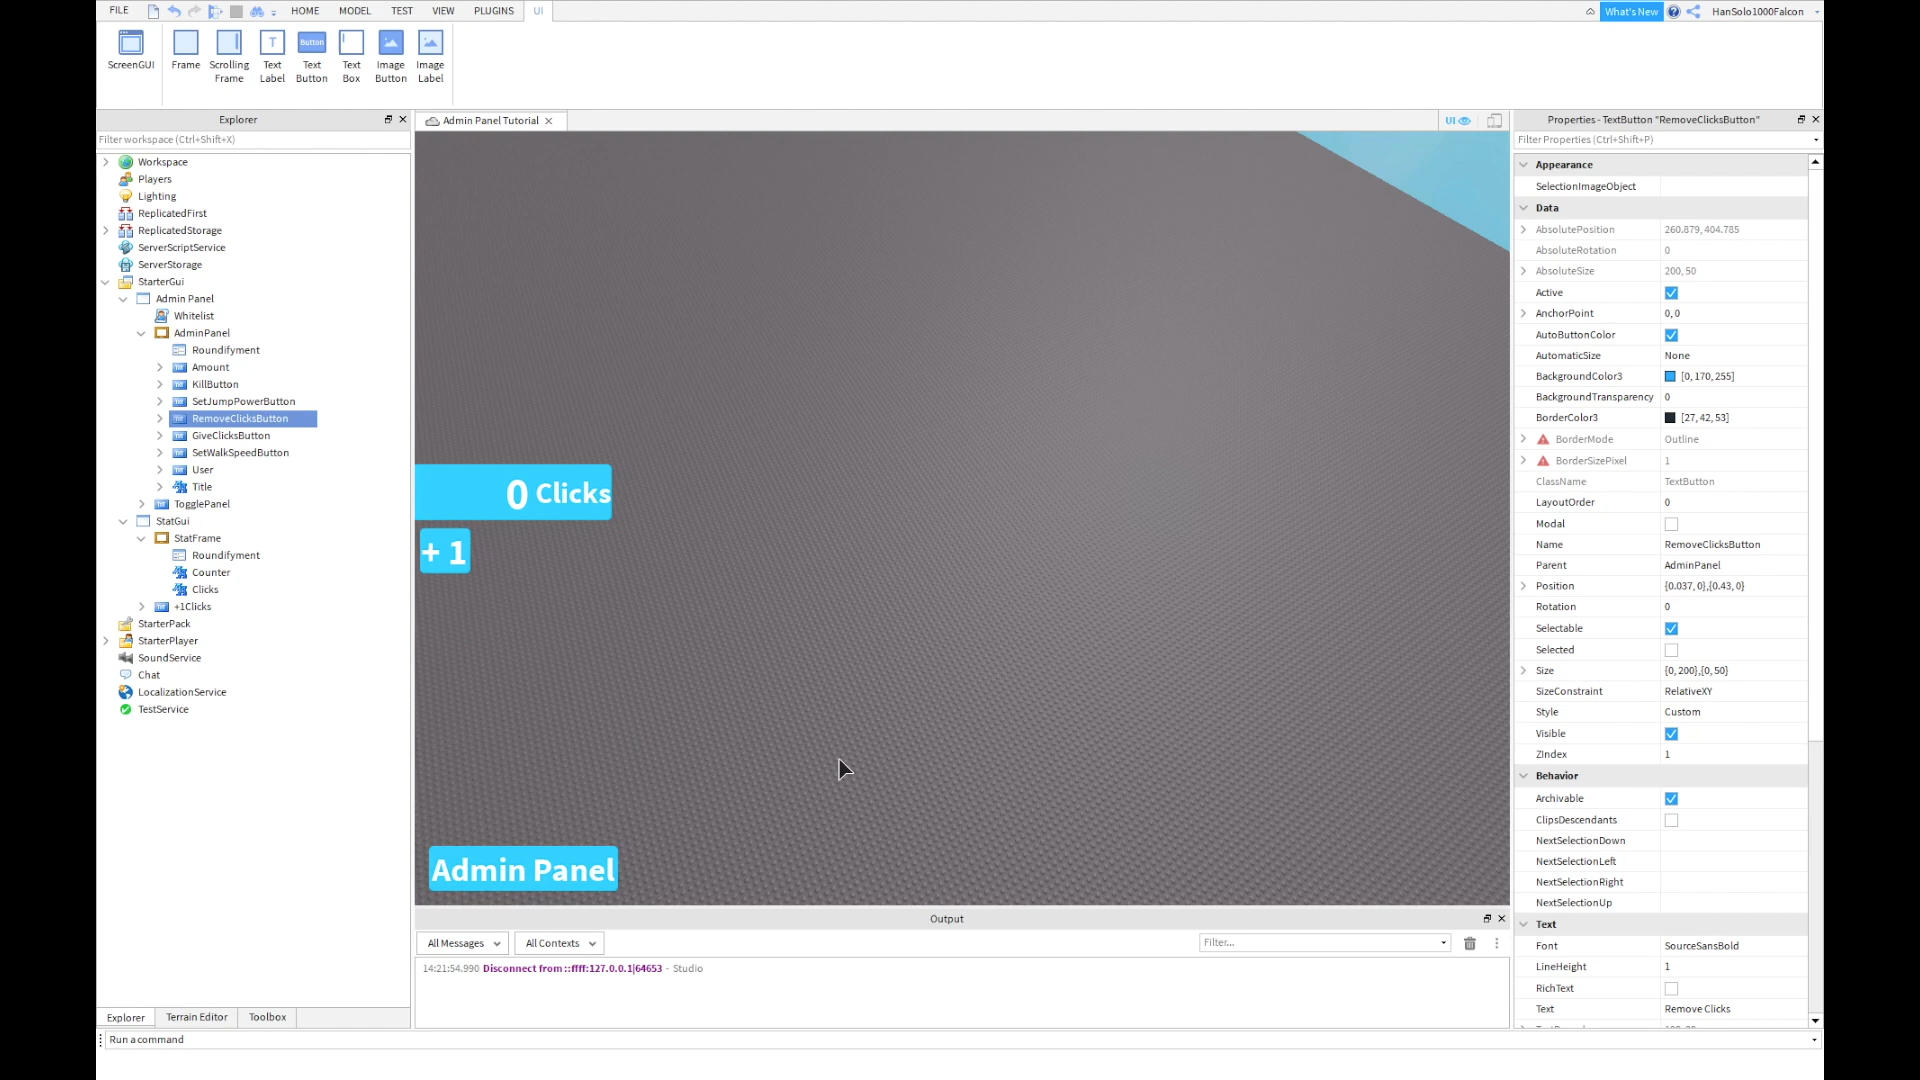 FILE HOME MODEL TEST VIEW PLUGINS UI What's New HanSolo1000Falcon
ScreenGUI Frame Scrolling Frame Text Label Text Button Button Text Box Image Button Image Label
Explorer
Filter workspace (Ctrl+Shift+X)
Workspace
Players
Lighting
ReplicatedFirst
ReplicatedStorage
ServerScriptService
ServerStorage
StarterGui
Admin Panel
Whitelist
AdminPanel
Roundifyment
Amount
KillButton
SetJumpPowerButton
RemoveClicksButton
GiveClicksButton
SetWalkSpeedButton
User
Title
TogglePanel
StatGui
StatFrame
Roundifyment
Counter
Clicks
+1Clicks
StarterPack
StarterPlayer
SoundService
Chat
LocalizationService
TestService
Explorer Terrain Editor Toolbox
Run a command
Admin Panel Tutorial
UI
0 Clicks
+ 1
Admin Panel
Output
All Messages All Contexts Filter...
14:21:54.990 Disconnect from ::ffff:127.0.0.1|64653 - Studio
Properties - TextButton "RemoveClicksButton"
Filter Properties (Ctrl+Shift+P)
Appearance
SelectionImageObject
Data
AbsolutePosition 260.879, 404.785
AbsoluteRotation 0
AbsoluteSize 200, 50
Active
AnchorPoint 0, 0
AutoButtonColor
AutomaticSize None
BackgroundColor3 [0, 170, 255]
BackgroundTransparency 0
BorderColor3 [27, 42, 53]
BorderMode Outline
BorderSizePixel 1
ClassName TextButton
LayoutOrder 0
Modal
Name RemoveClicksButton
Parent AdminPanel
Position {0.037, 0},{0.43, 0}
Rotation 0
Selectable
Selected
Size {0, 200},{0, 50}
SizeConstraint RelativeXY
Style Custom
Visible
ZIndex 1
Behavior
Archivable
ClipsDescendants
NextSelectionDown
NextSelectionLeft
NextSelectionRight
NextSelectionUp
Text
Font SourceSansBold
LineHeight 1
RichText
Text Remove Clicks